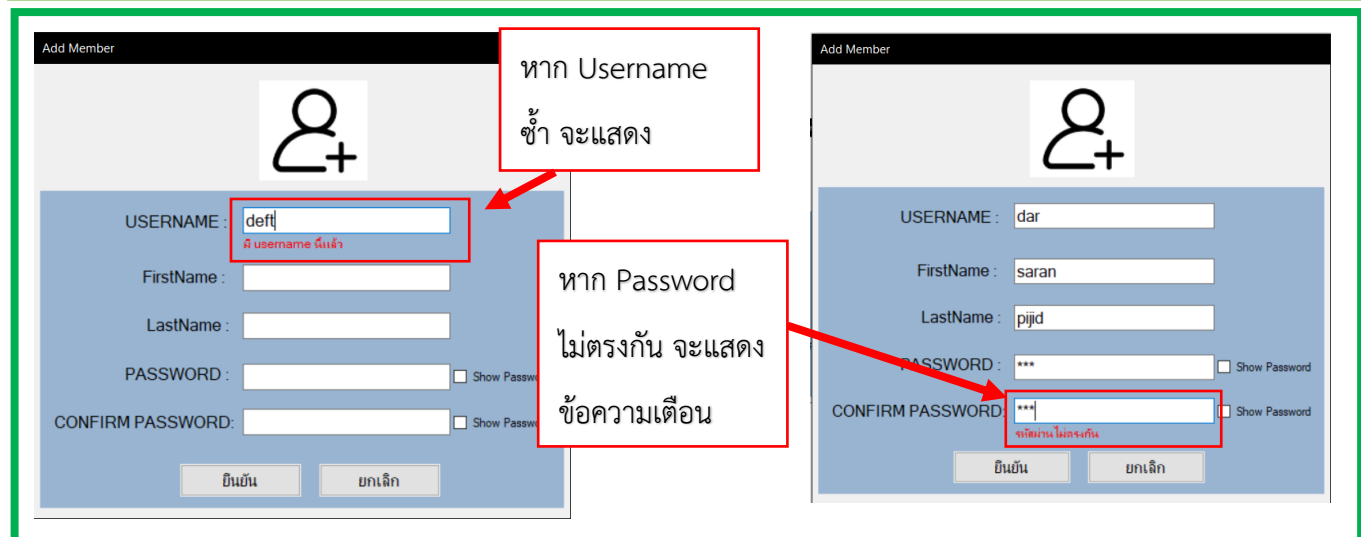 Add Member
หาก Username
ซ้ำ จะแสดง
USERNAME :
deft
มี username นี้แล้ว
FirstName :
LastName :
PASSWORD :
Show Passw
CONFIRM PASSWORD:
Show Passw
ยืนยัน
ยกเลิก
หาก Password
ไม่ตรงกัน จะแสดง
ข้อความเตือน
Add Member
USERNAME :
dar
FirstName :
saran
LastName :
pijid
PASSWORD :
***
Show Password
CONFIRM PASSWORD:
***
Show Password
รหัสผ่านไม่ตรงกัน
ยืนยัน
ยกเลิก